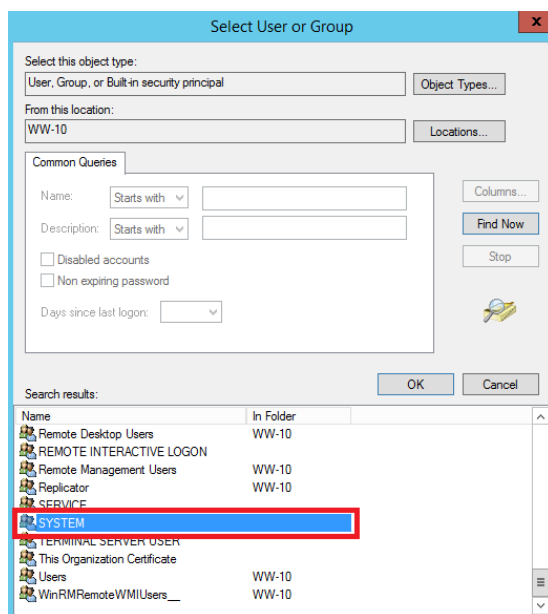 Select User or Group
x
Select this object type:
User, Group, or Built-in security principal
Object Types...
From this location:
WW-10
Locations...
Common Queries
Name: Starts with
Columns...
Description: Starts with
Find Now
Disabled accounts
Stop
Non expiring password
Days since last logon:
OK Cancel
Search results:
Name In Folder
Remote Desktop Users WW-10
REMOTE INTERACTIVE LOGON
Remote Management Users WW-10
Replicator WW-10
SERVICE
SYSTEM
TERMINAL SERVER USER
This Organization Certificate
Users WW-10
WinRMRemoteWMIUsers__ WW-10